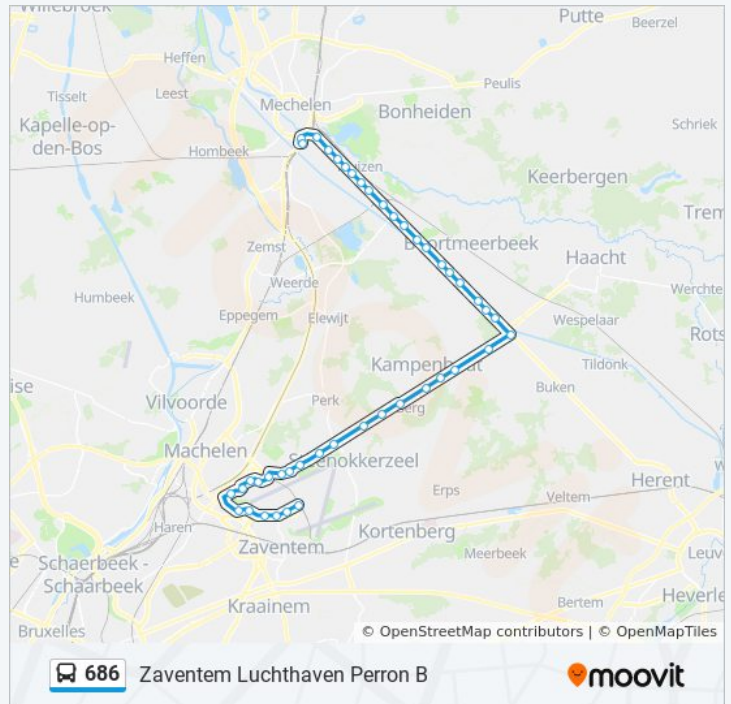 Willebroek
Putte
Beerzel
Heffen
Tisselt
Leest
Mechelen
Peulis
Bonheiden
Kapelle-op-
den-Bos
Schriek
Hombeek
Keerbergen
Zemst
Boortmeerbeek
Haacht
Weerde
Humbeek
Werchte
Eppegem
Elewijt
Wespelaar
Rots
Kampenhout
Tildonk
Buken
Perk
Berg
Vilvoorde
Machelen
Steenokkerzeel
Herent
Erps
Veltem
Haren
Kortenberg
Zaventem
Meerbeek
Leuv
Schaerbeek -
Schaarbeek
Bertem
Heverle
Kraainem
Bruxelles
© OpenStreetMap contributors | © OpenMapTiles
686 Zaventem Luchthaven Perron B
moovit